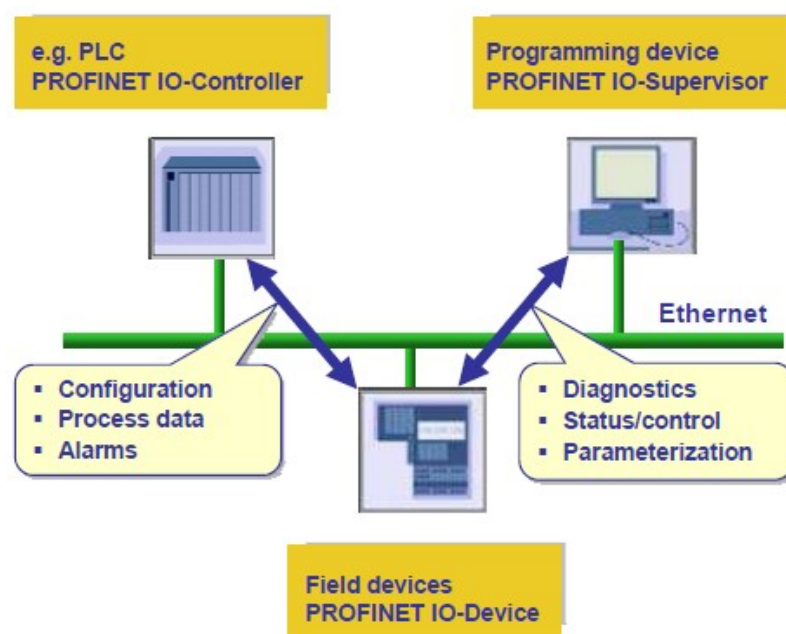 e.g. PLC
PROFINET IO-Controller
Programming device
PROFINET IO-Supervisor
Ethernet
▪ Configuration
▪ Process data
▪ Alarms
▪ Diagnostics
▪ Status/control
▪ Parameterization
Field devices
PROFINET IO-Device